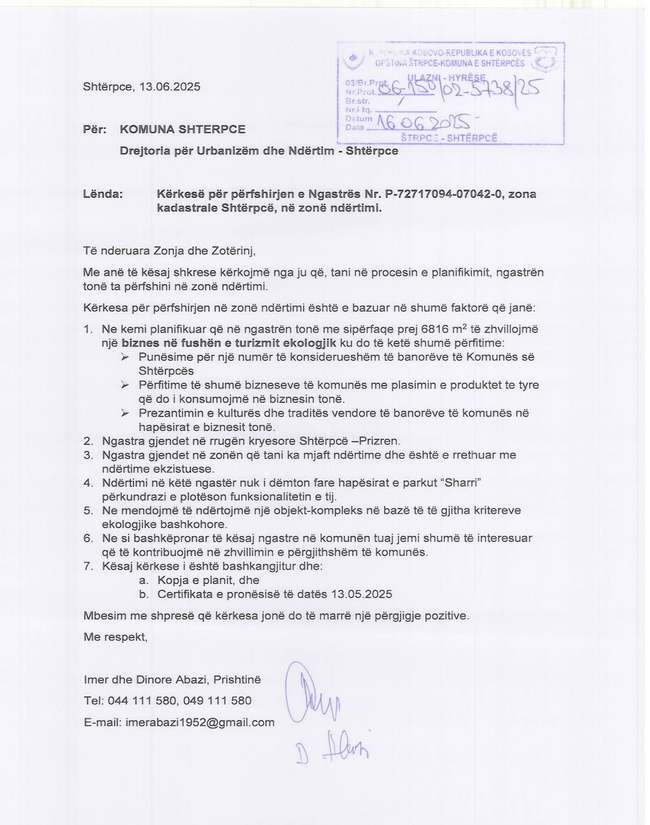 REPUBLIKA KOSOVO-REPUBLIKA E KOSOVËS
OPŠTINA ŠTRPCE-KOMUNA E SHTËRPCËS
ULAZNI - HYRËSE
03/Br.Prot.
Nr.Prot. 06-150/02-5738/25
Br.str.
Nr.i fq.
Datum
Data 16.06.2025
ŠTRPCE - SHTËRPCË
Shtërpce, 13.06.2025
Për: KOMUNA SHTERPCE
Drejtoria për Urbanizëm dhe Ndërtim - Shtërpce
Lënda: Kërkesë për përfshirjen e Ngastrës Nr. P-72717094-07042-0, zona
kadastrale Shtërpcë, në zonë ndërtimi.
Të nderuara Zonja dhe Zotërinj,
Me anë të kësaj shkrese kërkojmë nga ju që, tani në procesin e planifikimit, ngastrën
tonë ta përfshini në zonë ndërtimi.
Kërkesa për përfshirjen në zonë ndërtimi është e bazuar në shumë faktorë që janë:
1. Ne kemi planifikuar që në ngastrën tonë me sipërfaqe prej 6816 m² të zhvillojmë
një biznes në fushën e turizmit ekologjik ku do të ketë shumë përfitime:
➢ Punësime për një numër të konsiderueshëm të banorëve të Komunës së
Shtërpcës
➢ Përfitime të shumë bizneseve të komunës me plasimin e produktet te tyre
që do i konsumojmë në biznesin tonë.
➢ Prezantimin e kulturës dhe traditës vendore të banorëve të komunës në
hapësirat e biznesit tonë.
2. Ngastra gjendet në rrugën kryesore Shtërpcë –Prizren.
3. Ngastra gjendet në zonën që tani ka mjaft ndërtime dhe është e rrethuar me
ndërtime ekzistuese.
4. Ndërtimi në këtë ngastër nuk i dëmton fare hapësirat e parkut “Sharri”
përkundrazi e plotëson funksionalitetin e tij.
5. Ne mendojmë të ndërtojmë një objekt-kompleks në bazë të të gjitha kritereve
ekologjike bashkohore.
6. Ne si bashkëpronar të kësaj ngastre në komunën tuaj jemi shumë të interesuar
që të kontribuojmë në zhvillimin e përgjithshëm të komunës.
7. Kësaj kërkese i është bashkangjitur dhe:
a. Kopja e planit, dhe
b. Certifikata e pronësisë të datës 13.05.2025
Mbesim me shpresë që kërkesa jonë do të marrë një përgjigje pozitive.
Me respekt,
Imer dhe Dinore Abazi, Prishtinë
Tel: 044 111 580, 049 111 580
E-mail: imerabazi1952@gmail.com